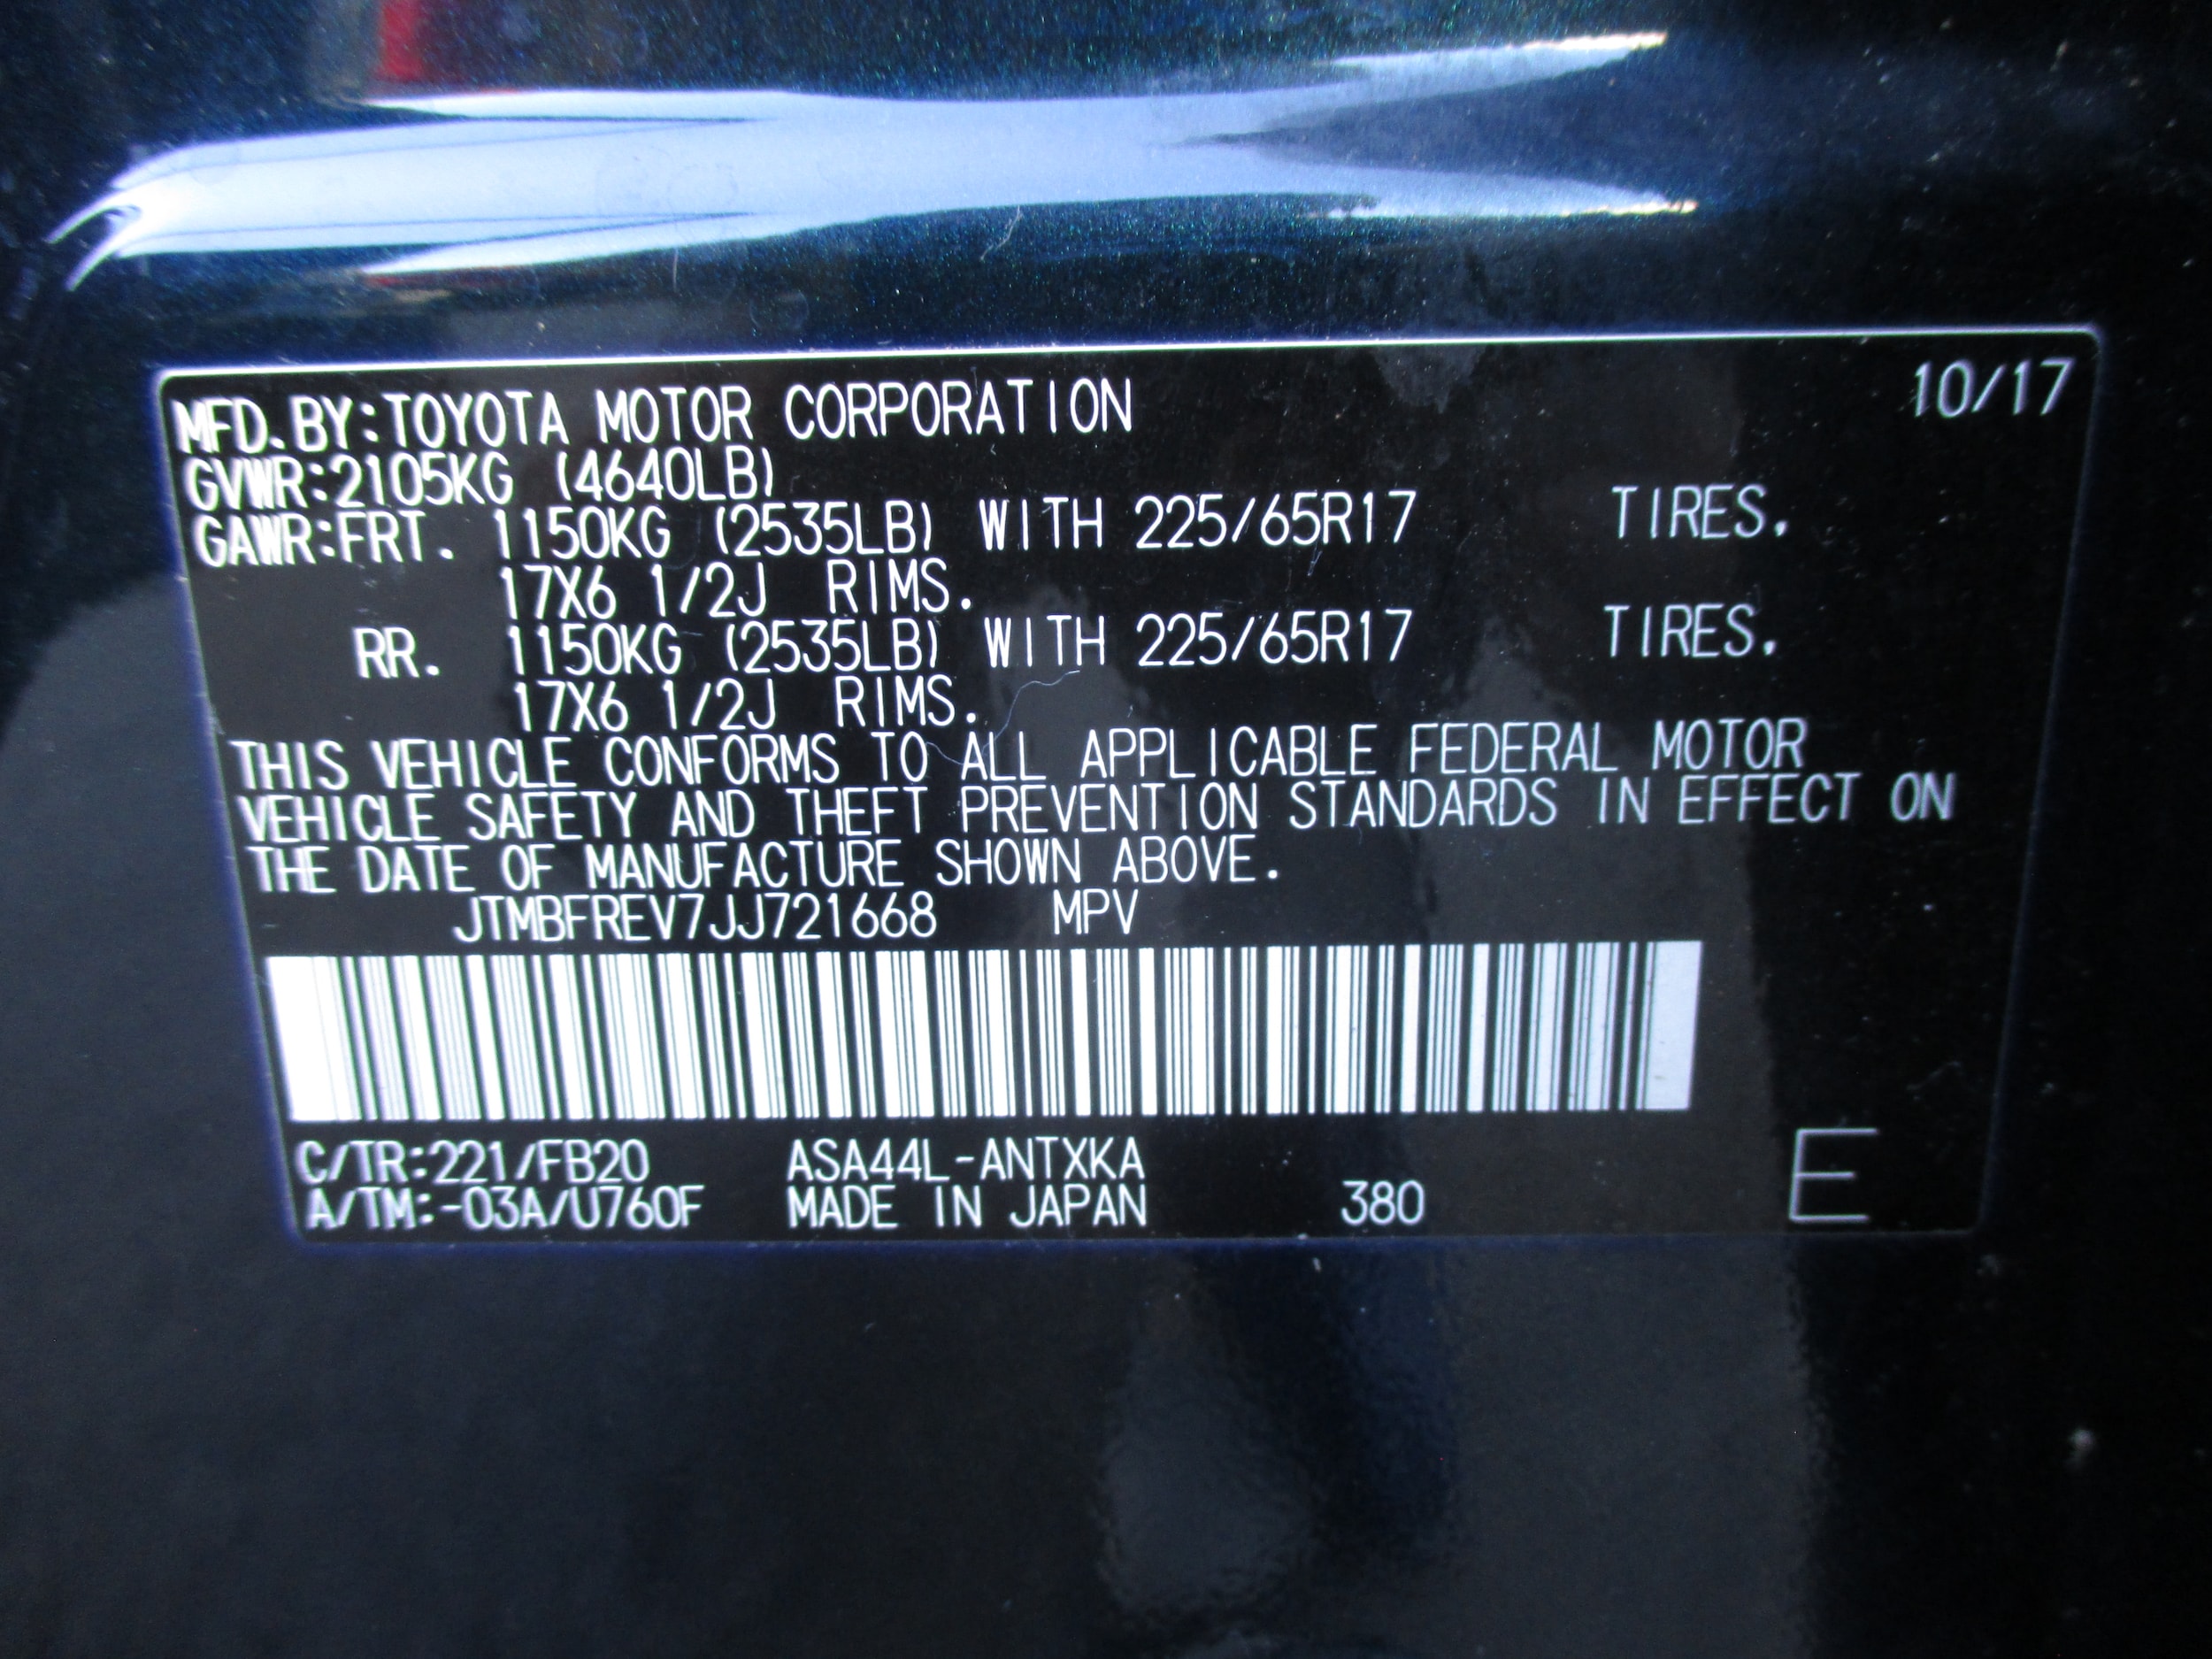 10/17
MFD.BY:TOYOTA MOTOR CORPORATION
GVWR:2105KG (4640LB)
GAWR:FRT. 1150KG (2535LB) WITH 225/65R17 TIRES.
17X6 1/2J RIMS.
RR. 1150KG (2535LB) WITH 225/65R17 TIRES.
17X6 1/2J RIMS.
THIS VEHICLE CONFORMS TO ALL APPLICABLE FEDERAL MOTOR
VEHICLE SAFETY AND THEFT PREVENTION STANDARDS IN EFFECT ON
THE DATE OF MANUFACTURE SHOWN ABOVE.
JTMBFREV7JJ721668 MPV
C/TR:221/FB20 ASA44L-ANTXKA
A/TM:-03A/U760F MADE IN JAPAN 380 E